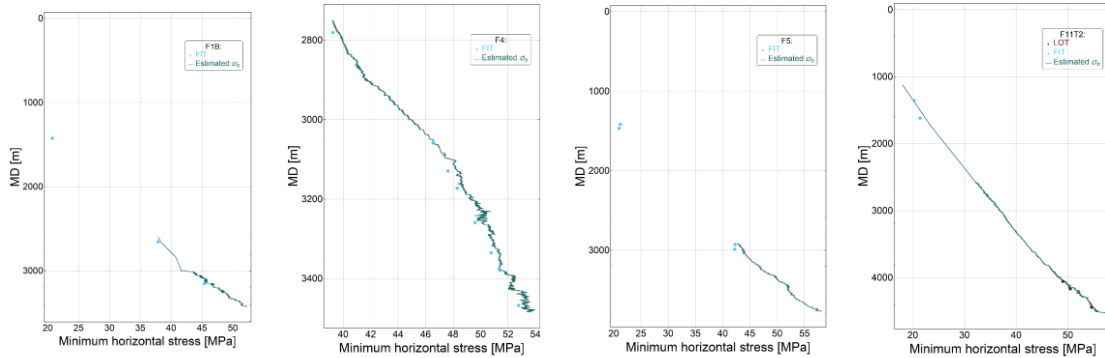 F1B:
FIT
Estimated σh
0
1000
2000
3000
MD [m]
20 25 30 35 40 45 50
Minimum horizontal stress [MPa]
F4:
FIT
Estimated σh
2800
3000
3200
3400
MD [m]
40 42 44 46 48 50 52 54
Minimum horizontal stress [MPa]
F5:
FIT
Estimated σh
0
1000
2000
3000
MD [m]
20 25 30 35 40 45 50 55
Minimum horizontal stress [MPa]
F11T2:
LOT
FIT
Estimated σh
0
1000
2000
3000
4000
MD [m]
20 30 40 50
Minimum horizontal stress [MPa]